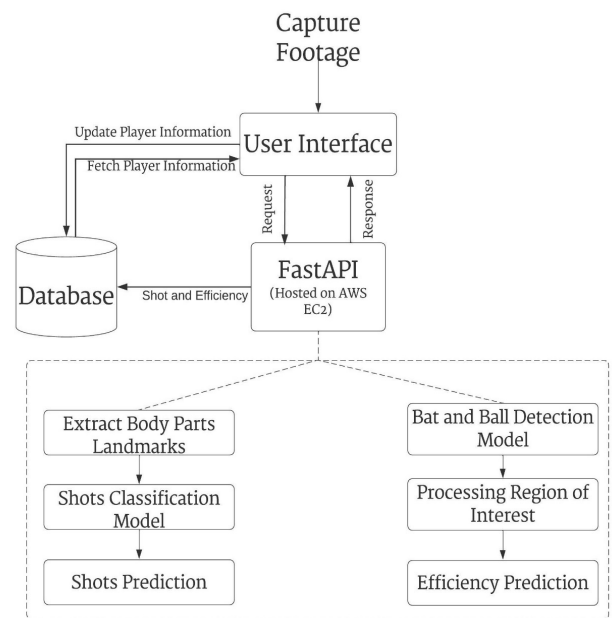 Capture
Footage
Update Player Information
User Interface
Fetch Player Information
Request
Response
Database
Shot and Efficiency
FastAPI
(Hosted on AWS
EC2)
Extract Body Parts
Landmarks
Shots Classification
Model
Shots Prediction
Bat and Ball Detection
Model
Processing Region of
Interest
Efficiency Prediction